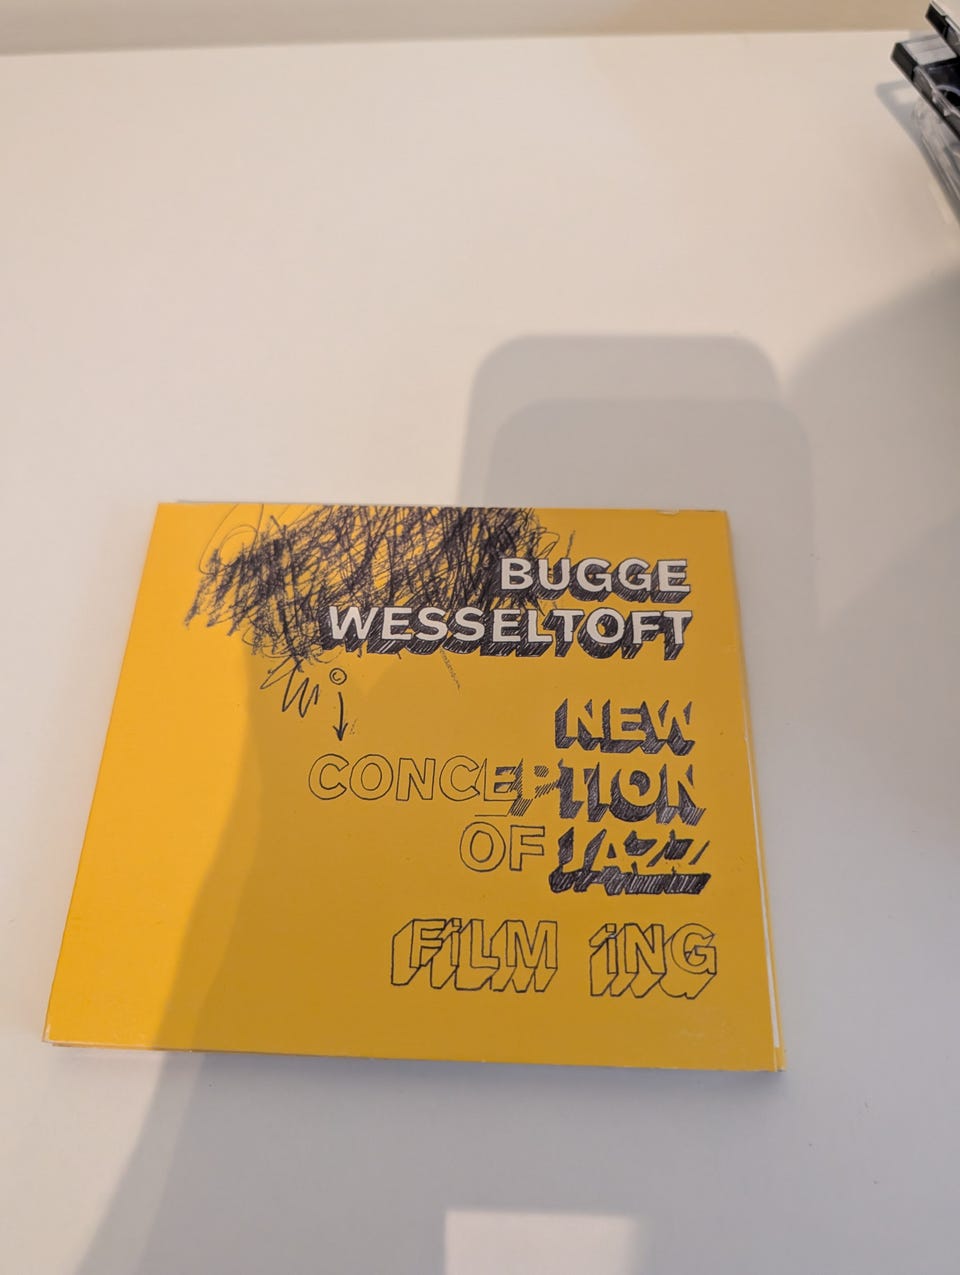 BUGGE
WESSELTOFT
©
NEW
CONCEPTION
OF JAZZ
FiLM iNG